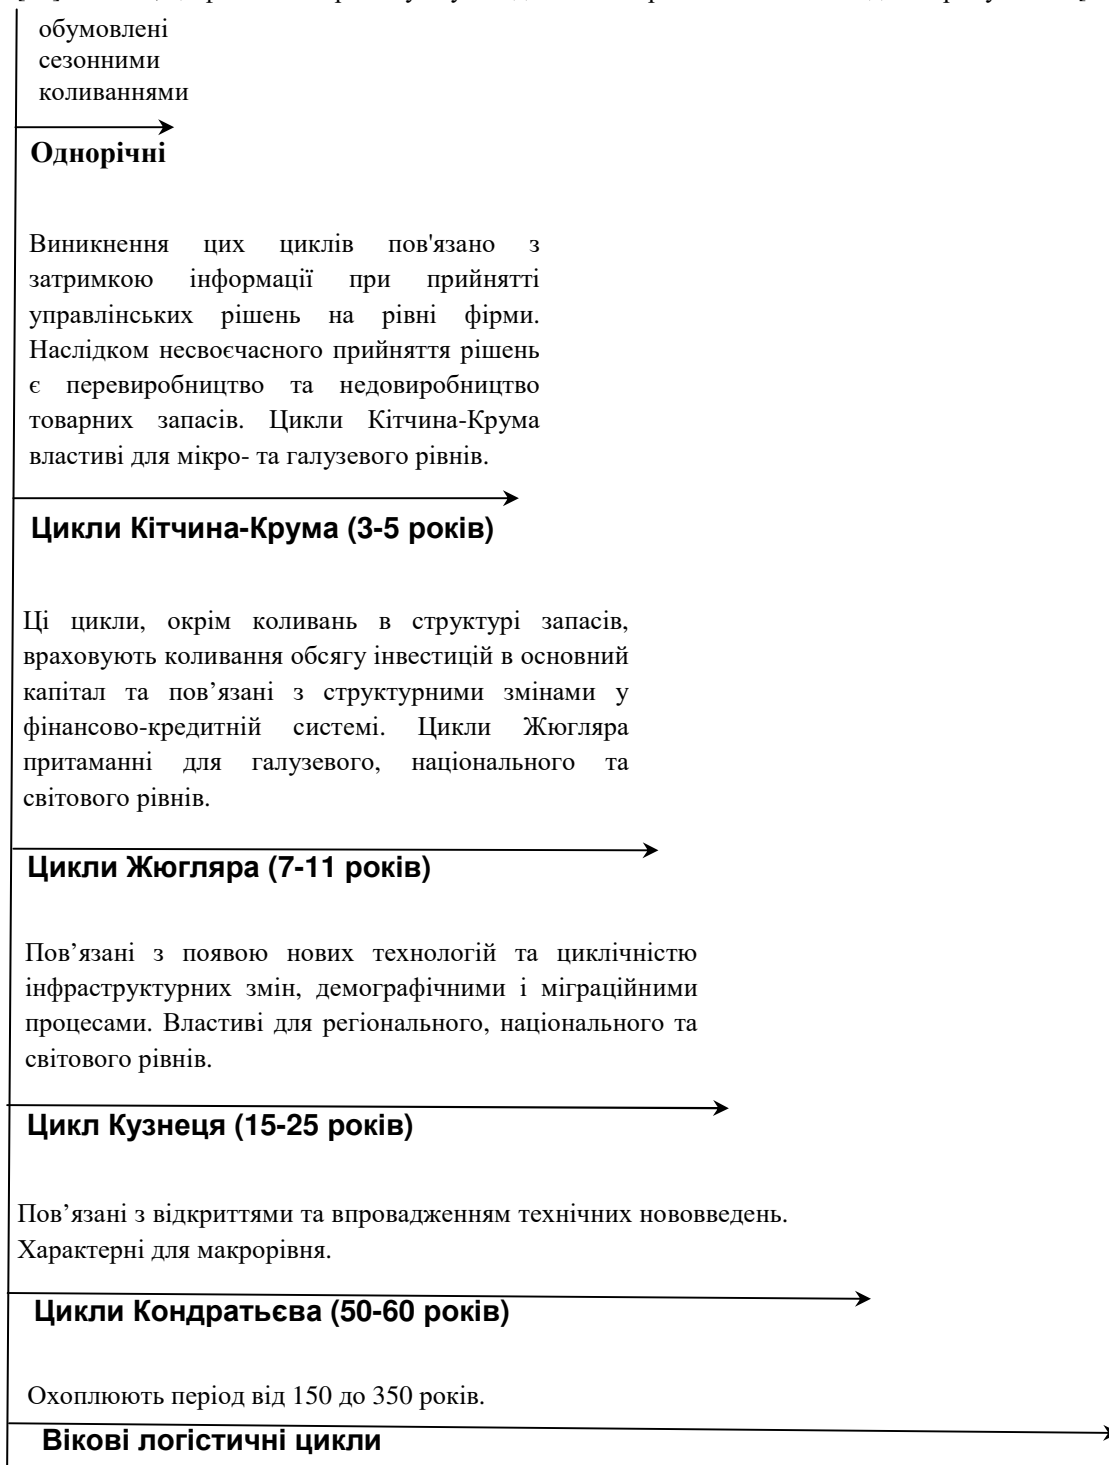 обумовлені
сезонними
коливаннями
Однорічні
Виникнення цих циклів пов'язано з
затримкою інформації при прийнятті
управлінських рішень на рівні фірми.
Наслідком несвоєчасного прийняття рішень
є перевиробництво та недовиробництво
товарних запасів. Цикли Кітчина-Крума
властиві для мікро- та галузевого рівнів.
Цикли Кітчина-Крума (3-5 років)
Ці цикли, окрім коливань в структурі запасів,
враховують коливання обсягу інвестицій в основний
капітал та пов’язані з структурними змінами у
фінансово-кредитній системі. Цикли Жюгляра
притаманні для галузевого, національного та
світового рівнів.
Цикли Жюгляра (7-11 років)
Пов’язані з появою нових технологій та циклічністю
інфраструктурних змін, демографічними і міграційними
процесами. Властиві для регіонального, національного та
світового рівнів.
Цикл Кузнеця (15-25 років)
Пов’язані з відкриттями та впровадженням технічних нововведень.
Характерні для макрорівня.
Цикли Кондратьєва (50-60 років)
Охоплюють період від 150 до 350 років.
Вікові логістичні цикли